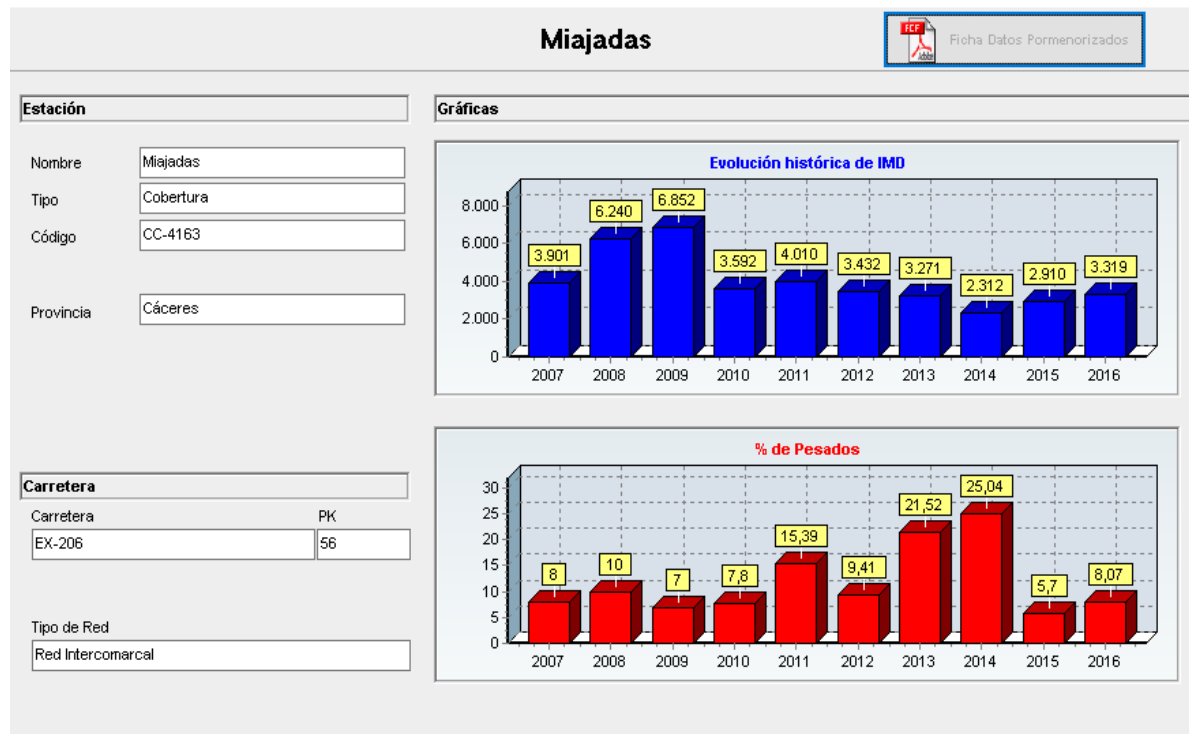 Miajadas
PDF
Adobe
Ficha Datos Pormenorizados
Estación
Nombre
Miajadas
Tipo
Cobertura
Código
CC-4163
Provincia
Cáceres
Carretera
Carretera
PK
EX-206
56
Tipo de Red
Red Intercomarcal
Gráficas
Evolución histórica de IMD
8.000
6.000
4.000
2.000
0
3.901
6.240
6.852
3.592
4.010
3.432
3.271
2.312
2.910
3.319
2007 2008 2009 2010 2011 2012 2013 2014 2015 2016
% de Pesados
30
25
20
15
10
5
0
8
10
7
7,8
15,39
9,41
21,52
25,04
5,7
8,07
2007 2008 2009 2010 2011 2012 2013 2014 2015 2016